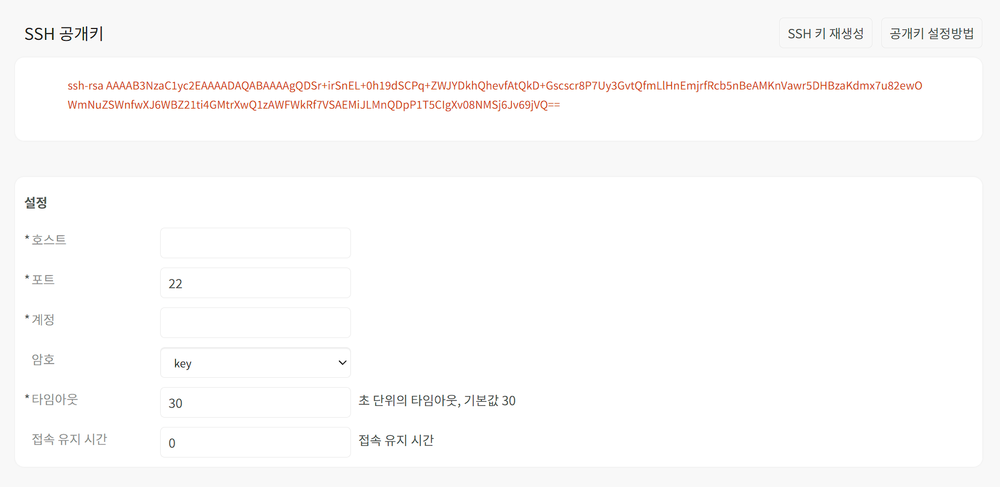 SSH 공개키
SSH 키 재생성
공개키 설정방법
ssh-rsa AAAAB3NzaC1yc2EAAAADAQABAAAAgQDSr+irSnEL+0h19dSCPq+ZWJYDkhQhevfAtQkD+Gscscr8P7Uy3GvtQfmLlHnEmjrfRcb5nBeAMKnVawr5DHBzaKdmx7u82ewO
WmNuZSWnfwXJ6WBZ21ti4GMtrXwQ1zAWFWkRf7VSAEMiJLMnQDpP1T5CIgXv08NMSj6Jv69jVQ==
설정
* 호스트
* 포트
22
* 계정
암호
key
* 타임아웃
30
초 단위의 타임아웃, 기본값 30
접속 유지 시간
0
접속 유지 시간